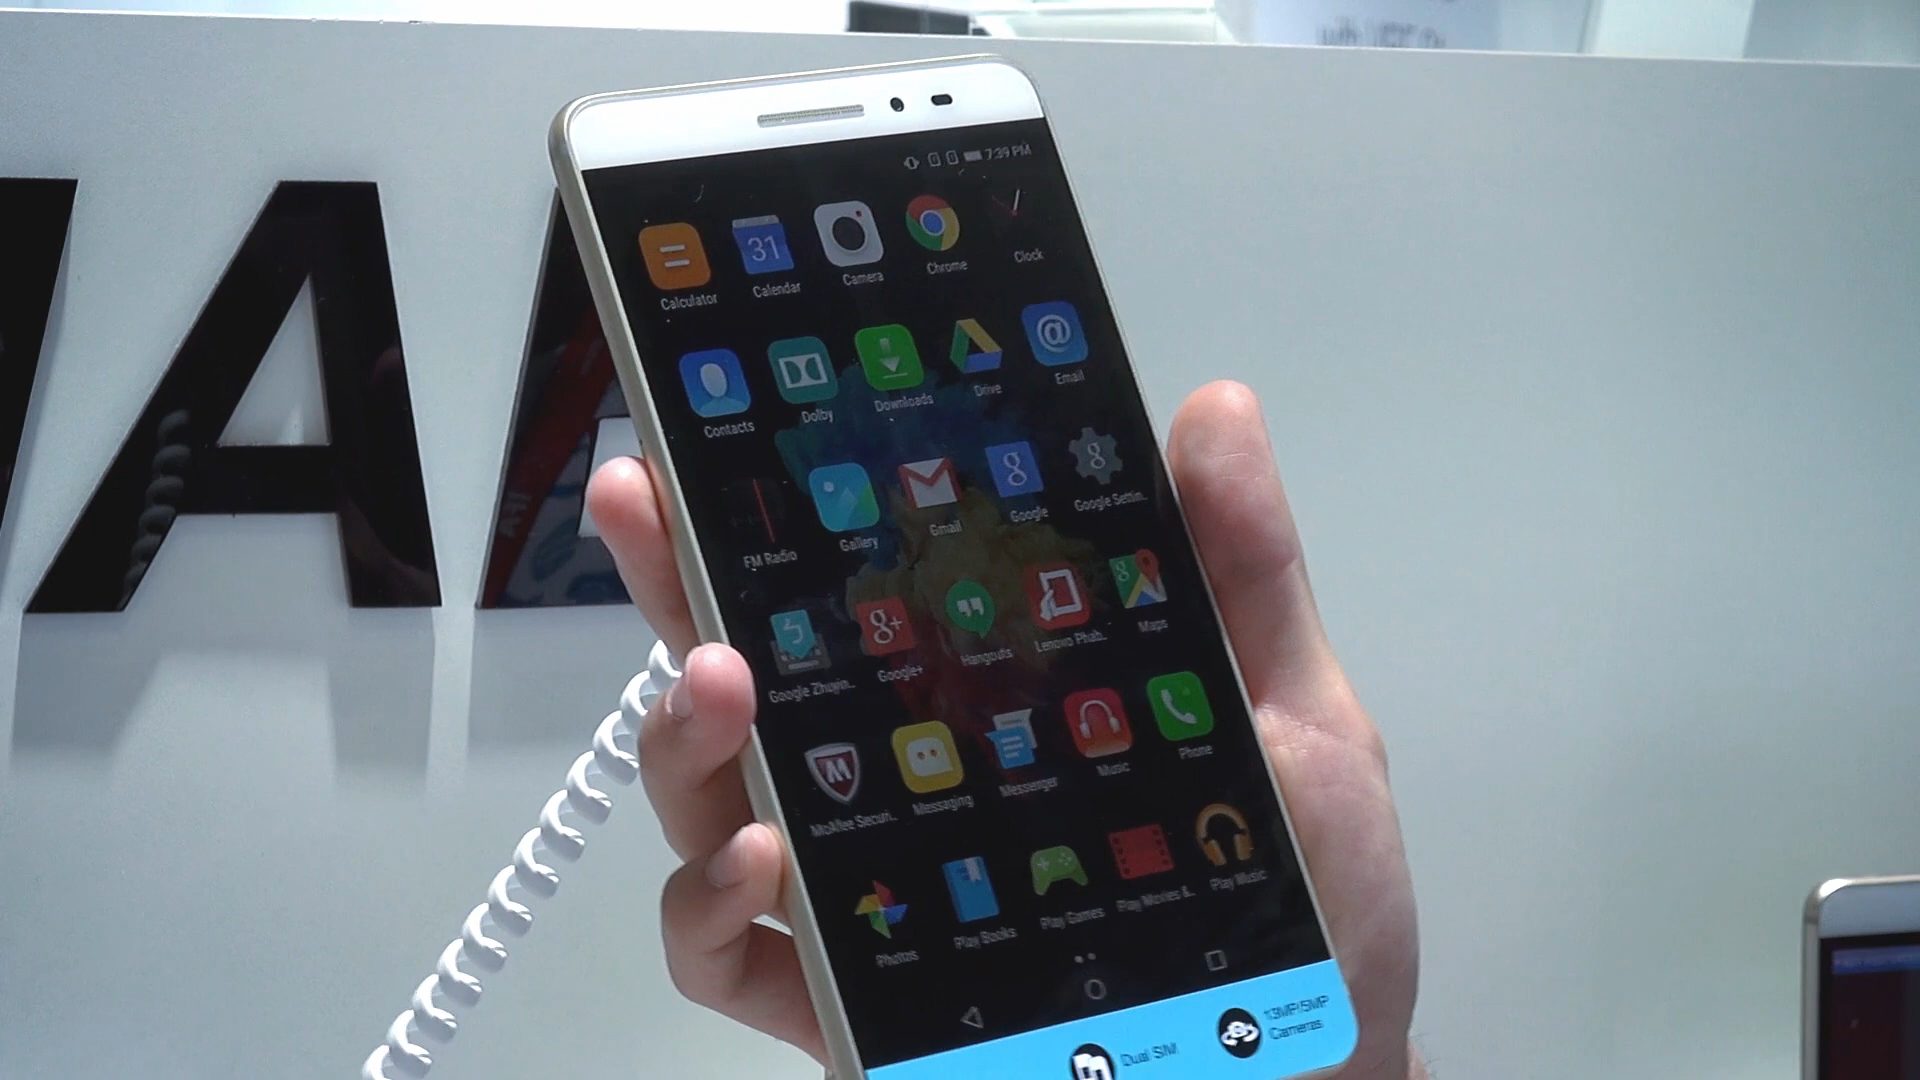 AA
7:39 PM
31
Calculator
Calendar
Camera
Chrome
Clock
Contacts
Dolby
Downloads
Drive
Email
@
FM Radio
Gallery
Gmail
g
Google
g
Google Settin..
Google Zhuyin..
g+
Google+
Hangouts
Lenovo Phab..
g
Maps
M
McAfee Securi..
Messaging
Messenger
Music
Phone
Photos
Play Books
Play Games
Play Movies &..
Play Music
Dual SIM
13MP/5MP
Cameras